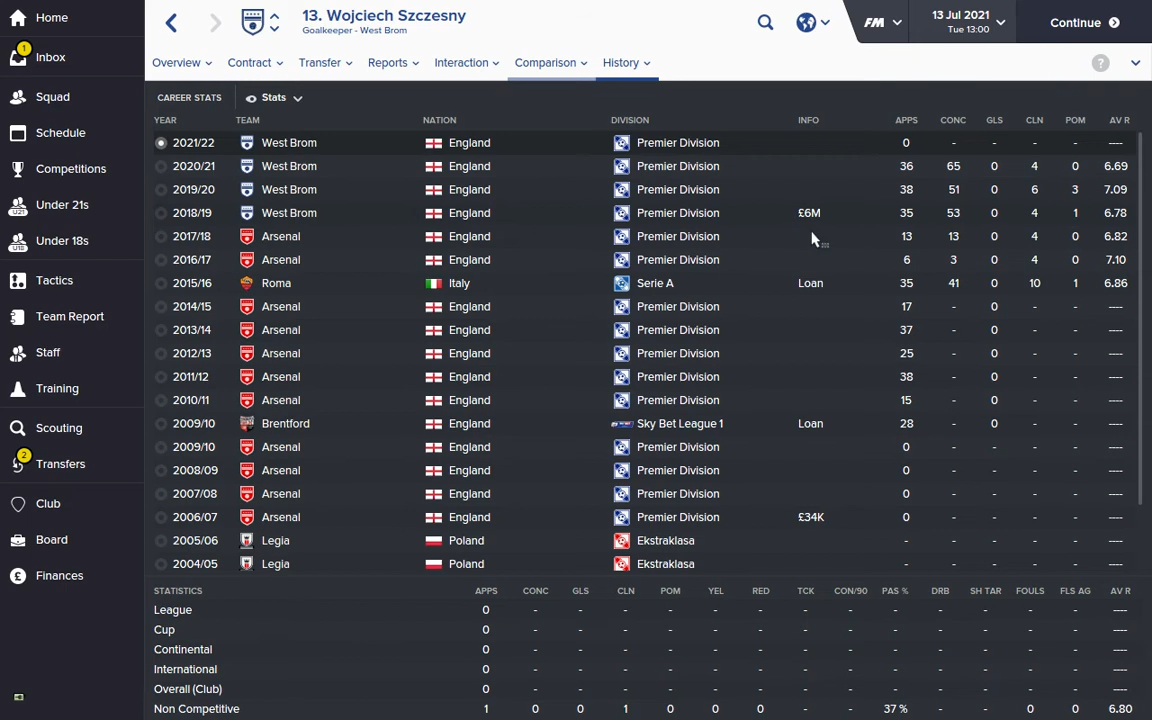 Home
13. Wojciech Szczesny
Goalkeeper - West Brom
FM
13 Jul 2021
Tue 13:00
Continue
1
Inbox
Overview Contract Transfer Reports Interaction Comparison History ?
Squad
CAREER STATS Stats
YEAR TEAM NATION DIVISION INFO APPS CONC GLS CLN POM AV R
Schedule
2021/22 West Brom England Premier Division 0 - - - - ----
Competitions
2020/21 West Brom England Premier Division 36 65 0 4 0 6.69
2019/20 West Brom England Premier Division 38 51 0 6 3 7.09
Under 21s
U21
2018/19 West Brom England Premier Division £6M 35 53 0 4 1 6.78
Under 18s
U18
2017/18 Arsenal England Premier Division 13 13 0 4 0 6.82
2016/17 Arsenal England Premier Division 6 3 0 4 0 7.10
Tactics
2015/16 Roma Italy Serie A Loan 35 41 0 10 1 6.86
2014/15 Arsenal England Premier Division 17 - 0 - - ----
Team Report
2013/14 Arsenal England Premier Division 37 - 0 - - ----
Staff
2012/13 Arsenal England Premier Division 25 - 0 - - ----
2011/12 Arsenal England Premier Division 38 - 0 - - ----
Training
2010/11 Arsenal England Premier Division 15 - 0 - - ----
Scouting
2009/10 Brentford England Sky Bet League 1 Loan 28 - 0 - - ----
2009/10 Arsenal England Premier Division 0 - - - - ----
2
Transfers
2008/09 Arsenal England Premier Division 0 - - - - ----
2007/08 Arsenal England Premier Division 0 - - - - ----
Club
2006/07 Arsenal England Premier Division £34K 0 - - - - ----
Board
2005/06 Legia Poland Ekstraklasa - - - - - ----
2004/05 Legia Poland Ekstraklasa - - - - - ----
Finances
STATISTICS APPS CONC GLS CLN POM YEL RED TCK CON/90 PAS % DRB SH TAR FOULS FLS AG AV R
League 0 - - - - - - - - - - - - - ----
Cup 0 - - - - - - - - - - - - - ----
Continental 0 - - - - - - - - - - - - - ----
International 0 - - - - - - - - - - - - - ----
Overall (Club) 0 - - - - - - - - - - - - - ----
Non Competitive 1 0 0 1 0 0 0 - - 37 % - - 0 0 6.80